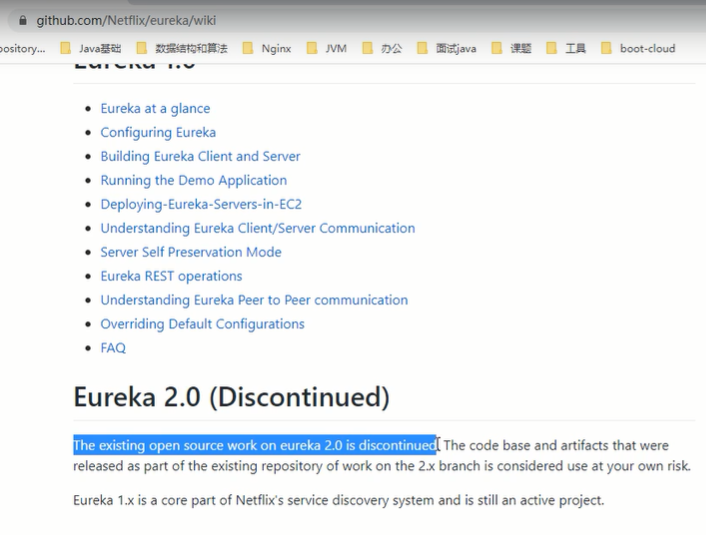 github.com/Netflix/eureka/wiki
pository... Java基础 数据结构和算法 Nginx JVM 办公 面试java 课题 工具 boot-cloud
Eureka 1.0
Eureka at a glance
Configuring Eureka
Building Eureka Client and Server
Running the Demo Application
Deploying-Eureka-Servers-in-EC2
Understanding Eureka Client/Server Communication
Server Self Preservation Mode
Eureka REST operations
Understanding Eureka Peer to Peer communication
Overriding Default Configurations
FAQ
Eureka 2.0 (Discontinued)
The existing open source work on eureka 2.0 is discontinued. The code base and artifacts that were
released as part of the existing repository of work on the 2.x branch is considered use at your own risk.
Eureka 1.x is a core part of Netflix's service discovery system and is still an active project.